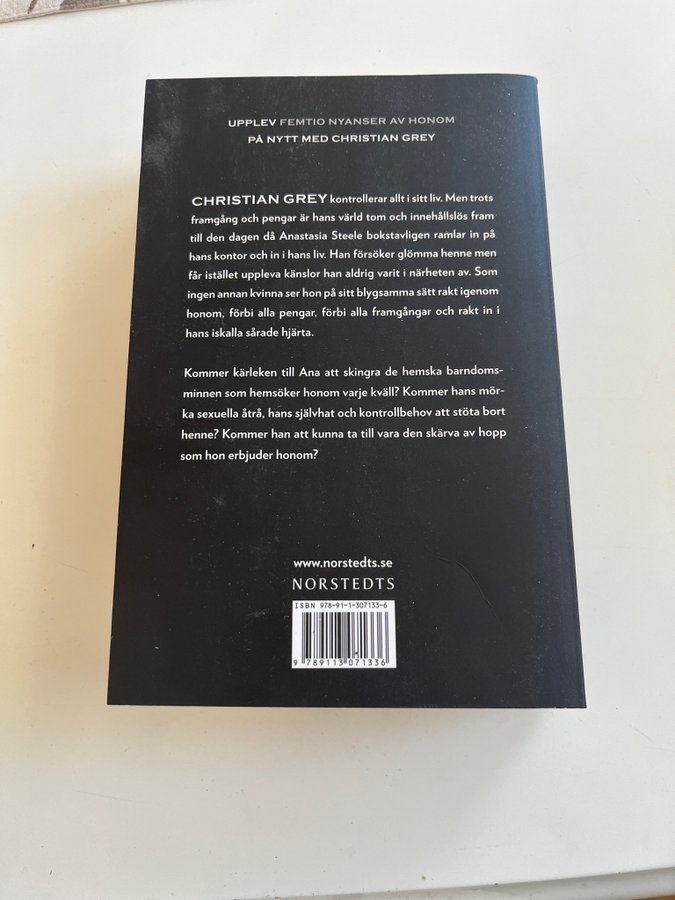 UPPLEV FEMTIO NYANSER AV HONOM
PÅ NYTT MED CHRISTIAN GREY
CHRISTIAN GREY kontrollerar allt i sitt liv. Men trots
framgång och pengar är hans värld tom och innehållslös fram
till den dagen då Anastasia Steele bokstavligen ramlar in på
hans kontor och in i hans liv. Han försöker glömma henne men
får istället uppleva känslor han aldrig varit i närheten av. Som
ingen annan kvinna ser hon på sitt blygsamma sätt rakt igenom
honom, förbi alla pengar, förbi alla framgångar och rakt in i
hans iskalla sårade hjärta.
Kommer kärleken till Ana att skingra de hemska barndoms-
minnen som hemsöker honom varje kväll? Kommer hans mör-
ka sexuella åtrå, hans självhat och kontrollbehov att stöta bort
henne? Kommer han att kunna ta till vara den skärva av hopp
som hon erbjuder honom?
www.norstedts.se
NORSTEDTS
ISBN 978-91-1-307133-6
9 789113 071336